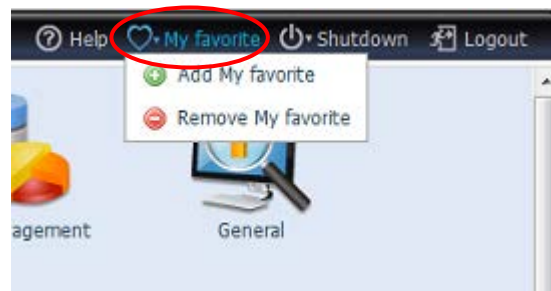 Help My favorite Shutdown Logout
Add My favorite
Remove My favorite
agement General